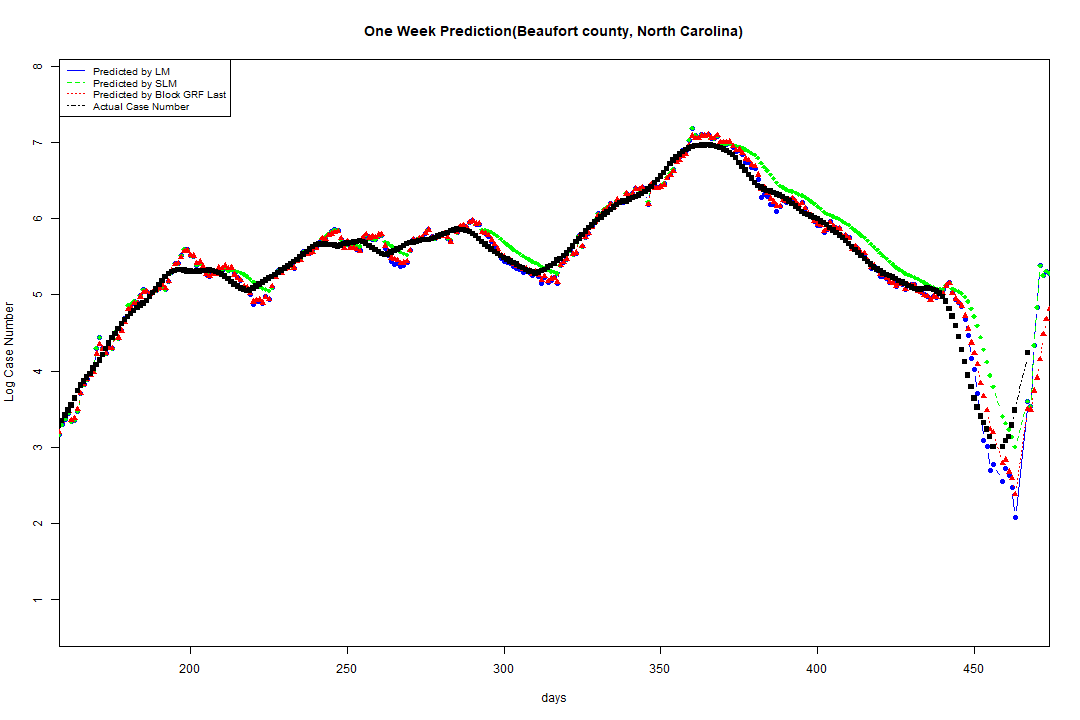 One Week Prediction(Beaufort county, North Carolina)
Predicted by LM
Predicted by SLM
Predicted by Block GRF Last
Actual Case Number
Log Case Number
8
7
6
5
4
3
2
1
200 250 300 350 400 450
days